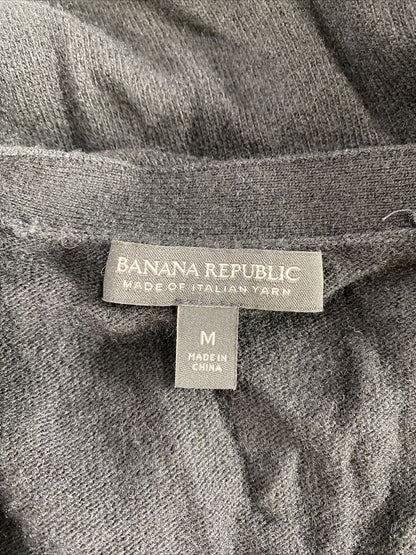 BANANA REPUBLIC
MADE OF ITALIAN YARN
M
MADE IN
CHINA